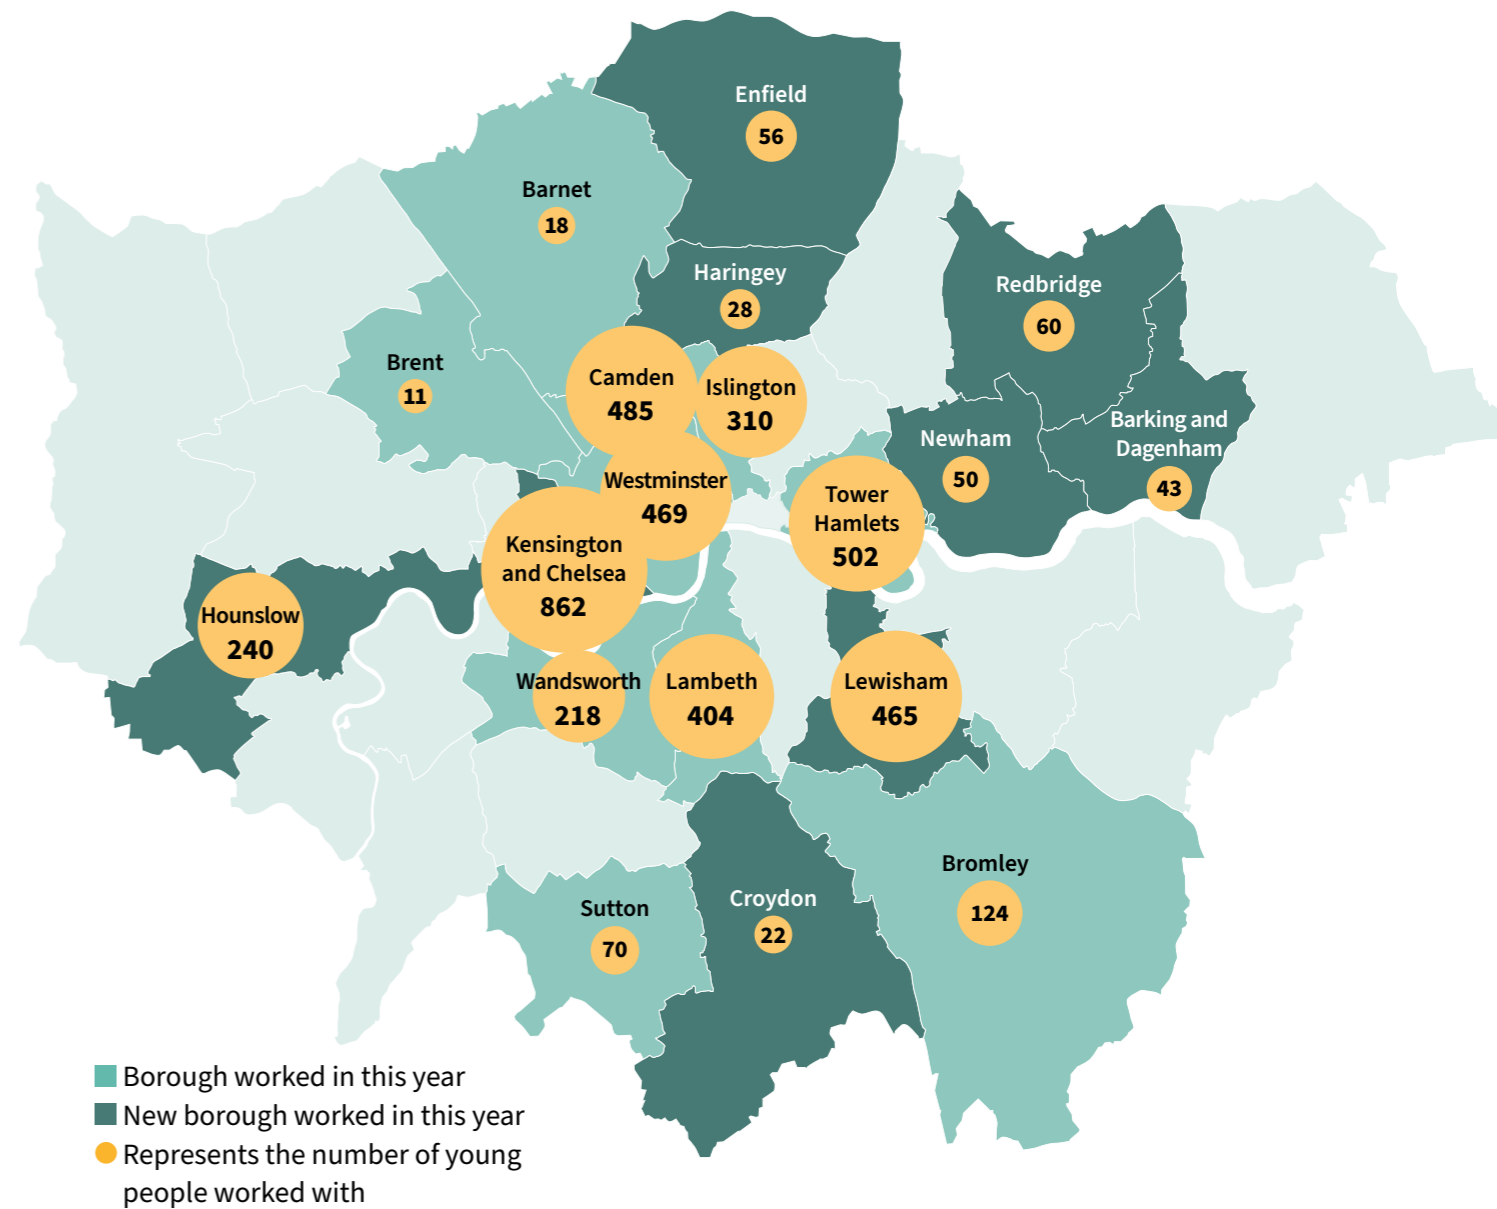 Enfield
56
Barnet
18
Haringey
28
Redbridge
60
Brent
11
Camden
485
Islington
310
Barking and
Dagenham
43
Newham
50
Westminster
469
Tower
Hamlets
502
Kensington
and Chelsea
862
Hounslow
240
Wandsworth
218
Lambeth
404
Lewisham
465
Bromley
124
Croydon
22
Sutton
70
Borough worked in this year
New borough worked in this year
Represents the number of young
people worked with